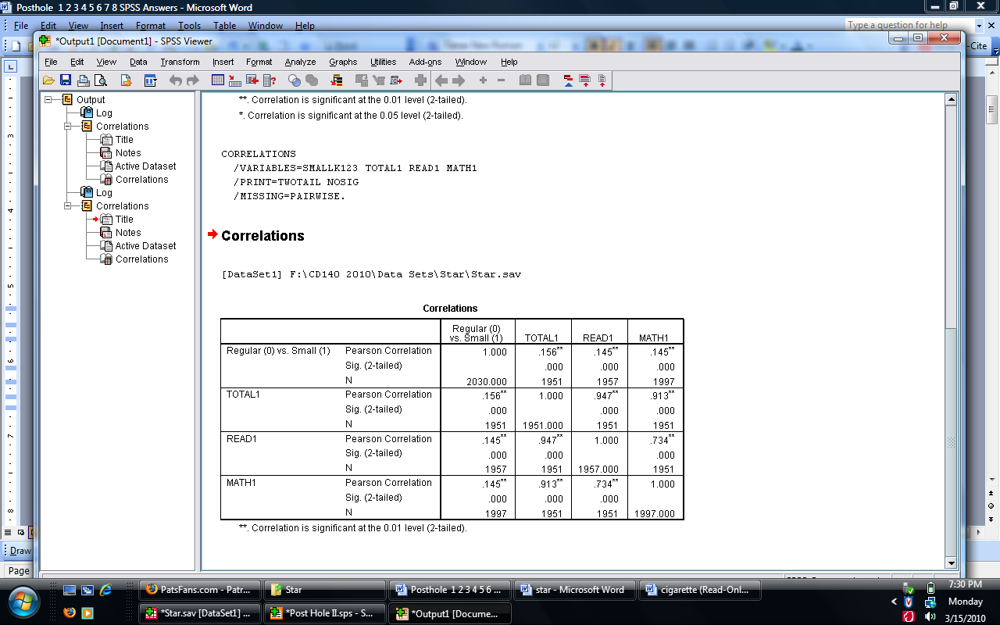 Posthole 1 2 3 4 5 6 7 8 SPSS Answers - Microsoft Word
File Edit View Insert Format Tools Table Window Help
Type a question for help
*Output1 [Document1] - SPSS Viewer
-Cite
File Edit View Data Transform Insert Format Analyze Graphs Utilities Add-ons Window Help
Output
Log
Correlations
Title
Notes
Active Dataset
Correlations
Log
Correlations
Title
Notes
Active Dataset
Correlations
**. Correlation is significant at the 0.01 level (2-tailed).
*. Correlation is significant at the 0.05 level (2-tailed).
CORRELATIONS
/VARIABLES=SMALLK123 TOTAL1 READ1 MATH1
/PRINT=TWOTAIL NOSIG
/MISSING=PAIRWISE.
Correlations
[DataSet1] F:\CD140 2010\Data Sets\Star\Star.sav
Correlations
Regular (0) vs. Small (1) TOTAL1 READ1 MATH1
Regular (0) vs. Small (1) Pearson Correlation 1.000 .156** .145** .145**
Sig. (2-tailed) .000 .000 .000
N 2030.000 1951 1957 1997
TOTAL1 Pearson Correlation .156** 1.000 .947** .913**
Sig. (2-tailed) .000 .000 .000
N 1951 1951.000 1951 1951
READ1 Pearson Correlation .145** .947** 1.000 .734**
Sig. (2-tailed) .000 .000 .000
N 1957 1951 1957.000 1951
MATH1 Pearson Correlation .145** .913** .734** 1.000
Sig. (2-tailed) .000 .000 .000
N 1997 1951 1951 1997.000
**. Correlation is significant at the 0.01 level (2-tailed).
3
4
5
6
7
8
Draw
Page
PatsFans.com - Patr...
Star
Posthole 1 2 3 4 5 6 ...
star - Microsoft Word
cigarette (Read-Onl...
*Star.sav [DataSet1] ...
*Post Hole II.sps - S...
*Output1 [Docume...
7:30 PM
Monday
3/15/2010